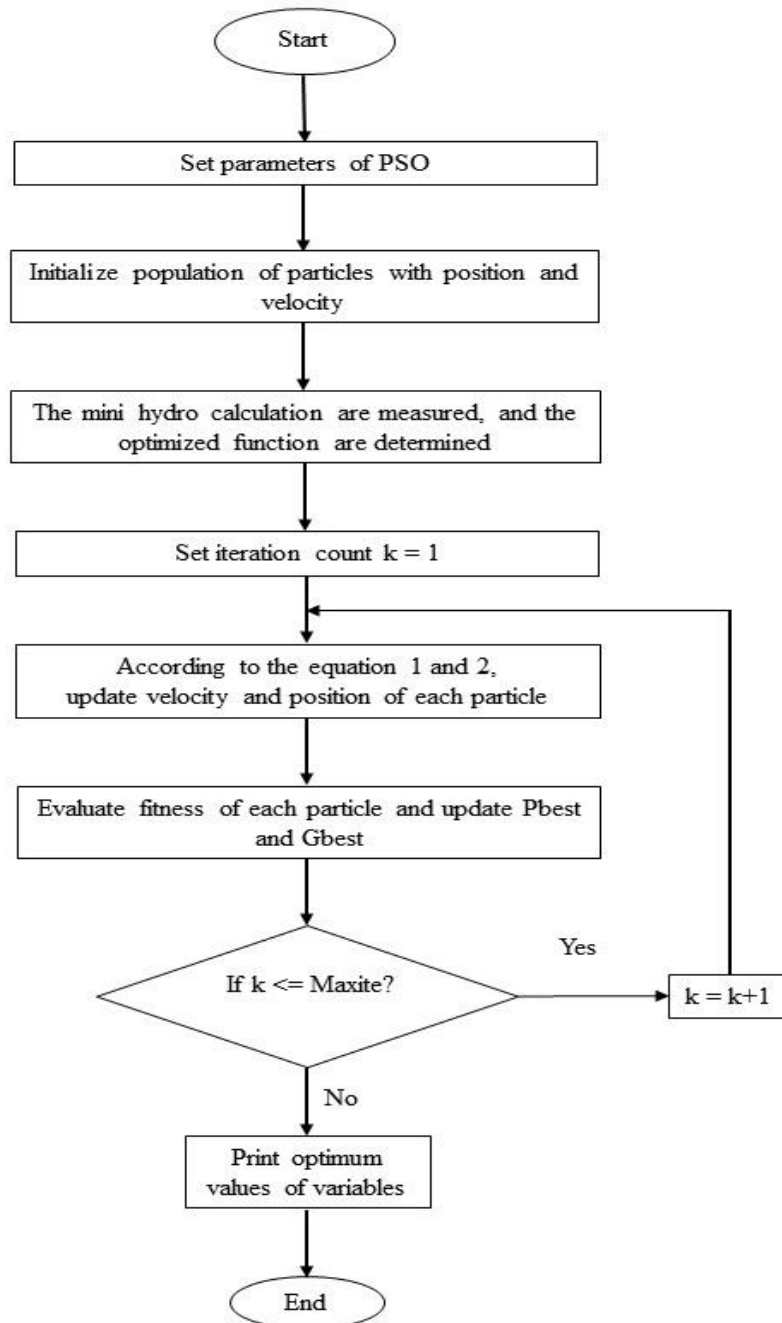 Start
Set parameters of PSO
Initialize population of particles with position and
velocity
The mini hydro calculation are measured, and the
optimized function are determined
Set iteration count k = 1
According to the equation 1 and 2,
update velocity and position of each particle
Evaluate fitness of each particle and update Pbest
and Gbest
If k <= Maxite?
Yes
k = k+1
No
Print optimum
values of variables
End